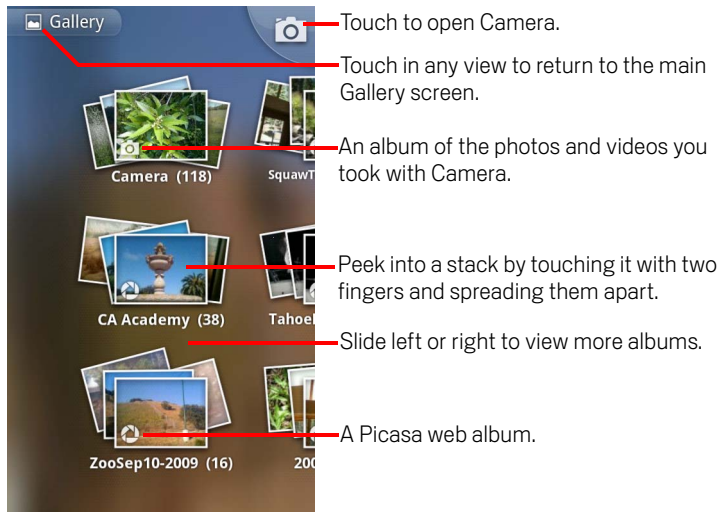 Gallery
Touch to open Camera.
Touch in any view to return to the main
Gallery screen.
An album of the photos and videos you
took with Camera.
Camera (118)
SquawT
Peek into a stack by touching it with two
fingers and spreading them apart.
CA Academy (38)
Tahoe
Slide left or right to view more albums.
A Picasa web album.
ZooSep10-2009 (16)
200